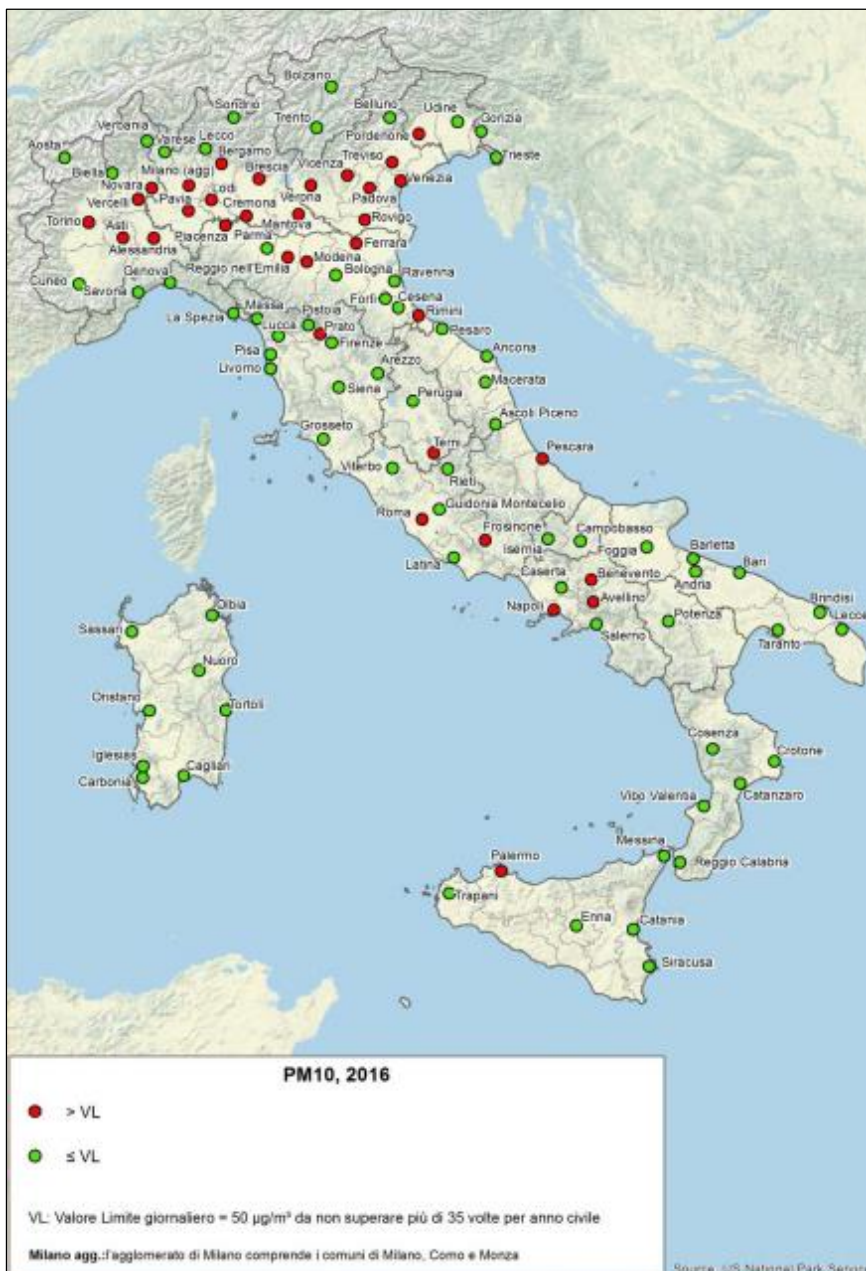 Bolzano
Sondrio
Belluno
Udine
Trento
Gorizia
Verbania
Varese
Lecco
Pordenone
Aosta
Bergamo
Treviso
Trieste
Milano (agg)
Brescia
Vicenza
Biella
Novara
Lodi
Venezia
Vercelli
Pavia
Cremona
Verona
Padova
Torino
Asti
Mantova
Rovigo
Piacenza
Parma
Alessandria
Ferrara
Modena
Reggio nell'Emilia
Bologna
Ravenna
Cuneo
Genova
Savona
Forlì
Cesena
Massa
Pistoia
Rimini
La Spezia
Lucca
Prato
Pesaro
Firenze
Pisa
Ancona
Livorno
Arezzo
Macerata
Siena
Perugia
Ascoli Piceno
Grosseto
Terni
Pescara
Viterbo
Rieti
Guidonia Montecelio
Roma
Frosinone
Campobasso
Isernia
Foggia
Barletta
Latina
Caserta
Benevento
Andria
Bari
Napoli
Avellino
Brindisi
Olbia
Potenza
Lecce
Sassari
Salerno
Taranto
Nuoro
Oristano
Tortolì
Cosenza
Iglesias
Crotone
Carbonia
Cagliari
Vibo Valentia
Catanzaro
Messina
Palermo
Reggio Calabria
Trapani
Enna
Catania
Siracusa
PM10, 2016
> VL
≤ VL
VL: Valore Limite giornaliero = 50 µg/m³ da non superare più di 35 volte per anno civile
Milano agg.:l'agglomerato di Milano comprende i comuni di Milano, Como e Monza
Source: US National Park Service